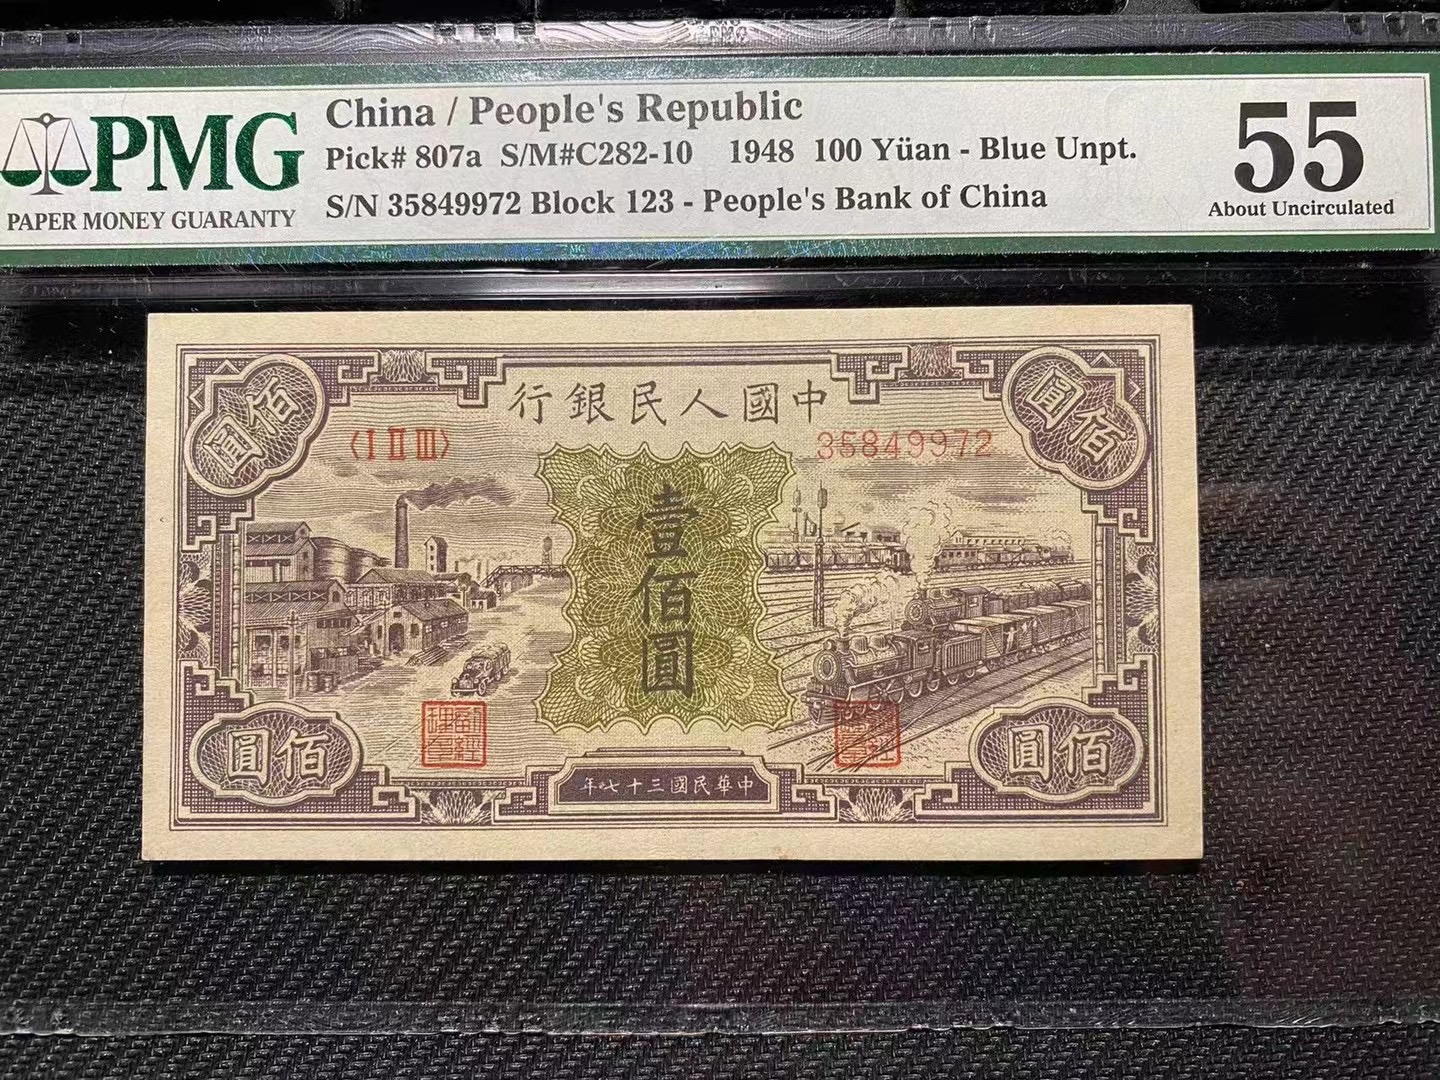 PMG
PAPER MONEY GUARANTY
China / People's Republic
Pick# 807a S/M#C282-10 1948 100 Yüan - Blue Unpt.
S/N 35849972 Block 123 - People's Bank of China
55
About Uncirculated
行銀民人國中
圓佰
圓佰
〈I II III〉
35849972
壹佰圓
圓佰
圓佰
年七十三國民華中